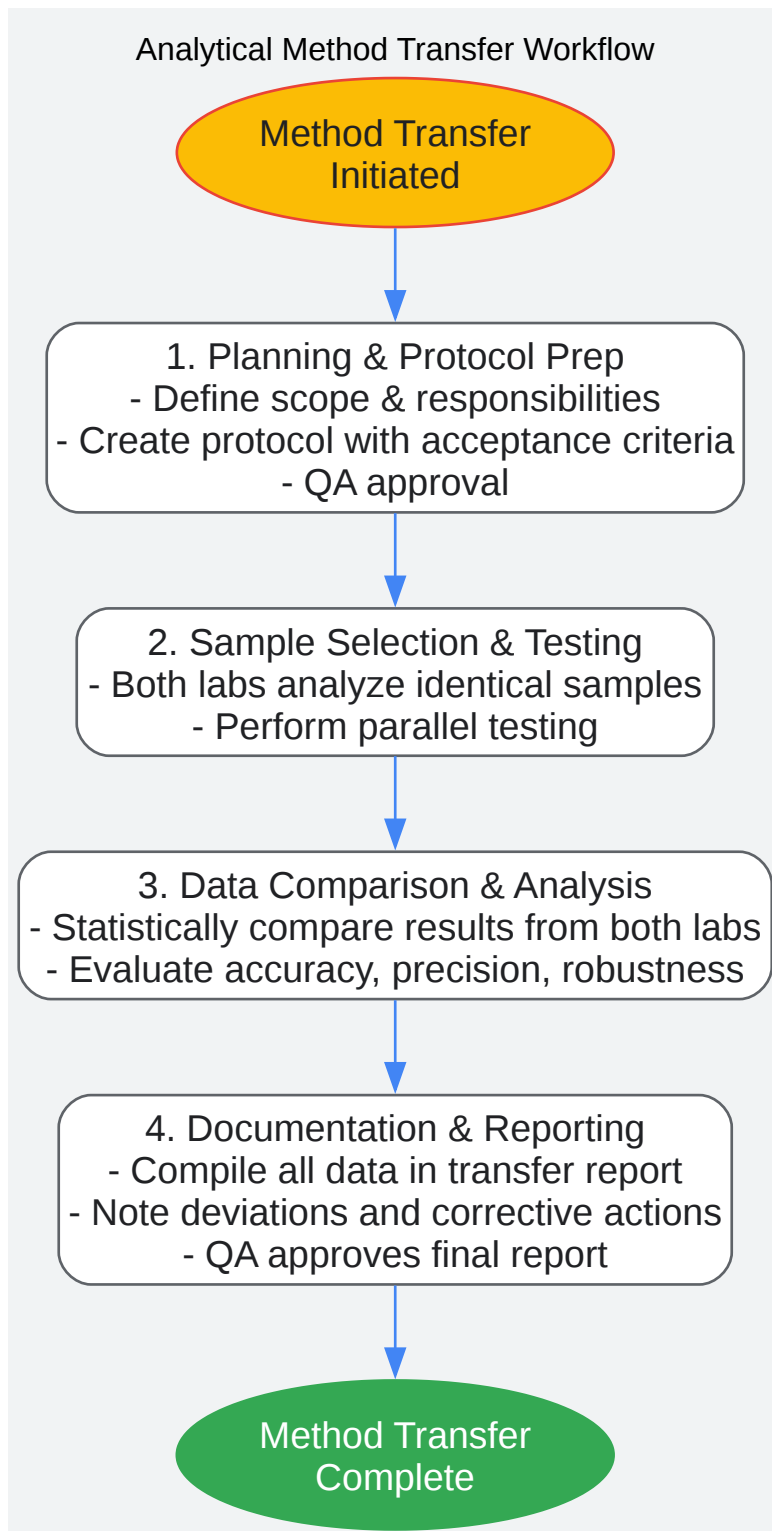 Analytical Method Transfer Workflow
Method Transfer
Initiated
1. Planning & Protocol Prep
- Define scope & responsibilities
- Create protocol with acceptance criteria
- QA approval
2. Sample Selection & Testing
- Both labs analyze identical samples
- Perform parallel testing
3. Data Comparison & Analysis
- Statistically compare results from both labs
- Evaluate accuracy, precision, robustness
4. Documentation & Reporting
- Compile all data in transfer report
- Note deviations and corrective actions
- QA approves final report
Method Transfer
Complete